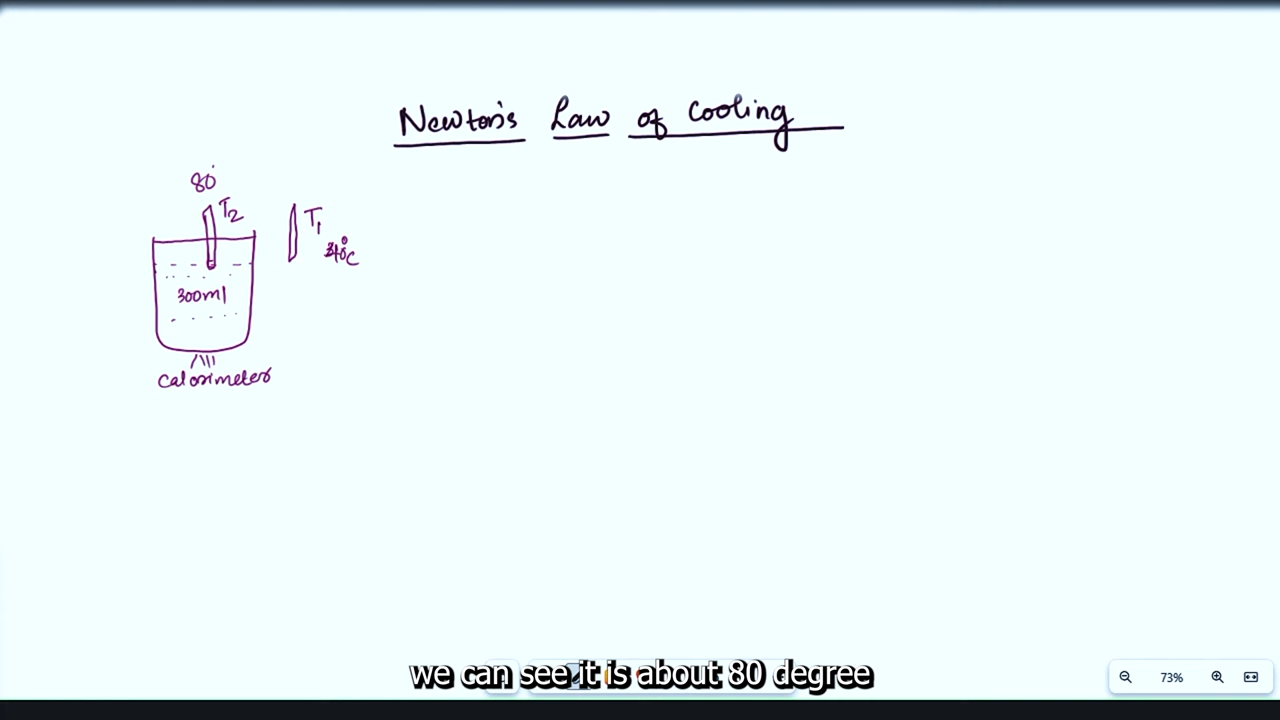 Newton's Law of Cooling
80°
T2
T1
300ml
Calorimeter
we can see it is about 80 degree
73%